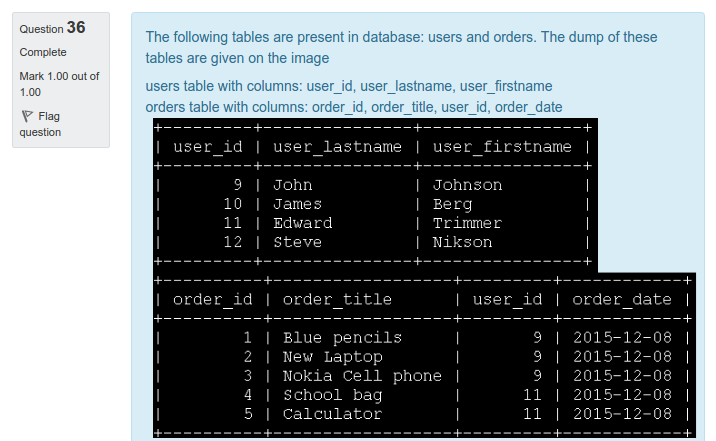 Question 36
Complete
Mark 1.00 out of
1.00
Flag
question
The following tables are present in database: users and orders. The dump of these
tables are given on the image
users table with columns: user_id, user_lastname, user_firstname
orders table with columns: order_id, order_title, user_id, order_date
+---------+---------------+----------------+
| user_id | user_lastname | user_firstname |
+---------+---------------+----------------+
| 9 | John | Johnson |
| 10 | James | Berg |
| 11 | Edward | Trimmer |
| 12 | Steve | Nikson |
+---------+---------------+----------------+
+----------+------------------+---------+------------+
| order_id | order_title | user_id | order_date |
+----------+------------------+---------+------------+
| 1 | Blue pencils | 9 | 2015-12-08 |
| 2 | New Laptop | 9 | 2015-12-08 |
| 3 | Nokia Cell phone | 9 | 2015-12-08 |
| 4 | School bag | 11 | 2015-12-08 |
| 5 | Calculator | 11 | 2015-12-08 |
+----------+------------------+---------+------------+